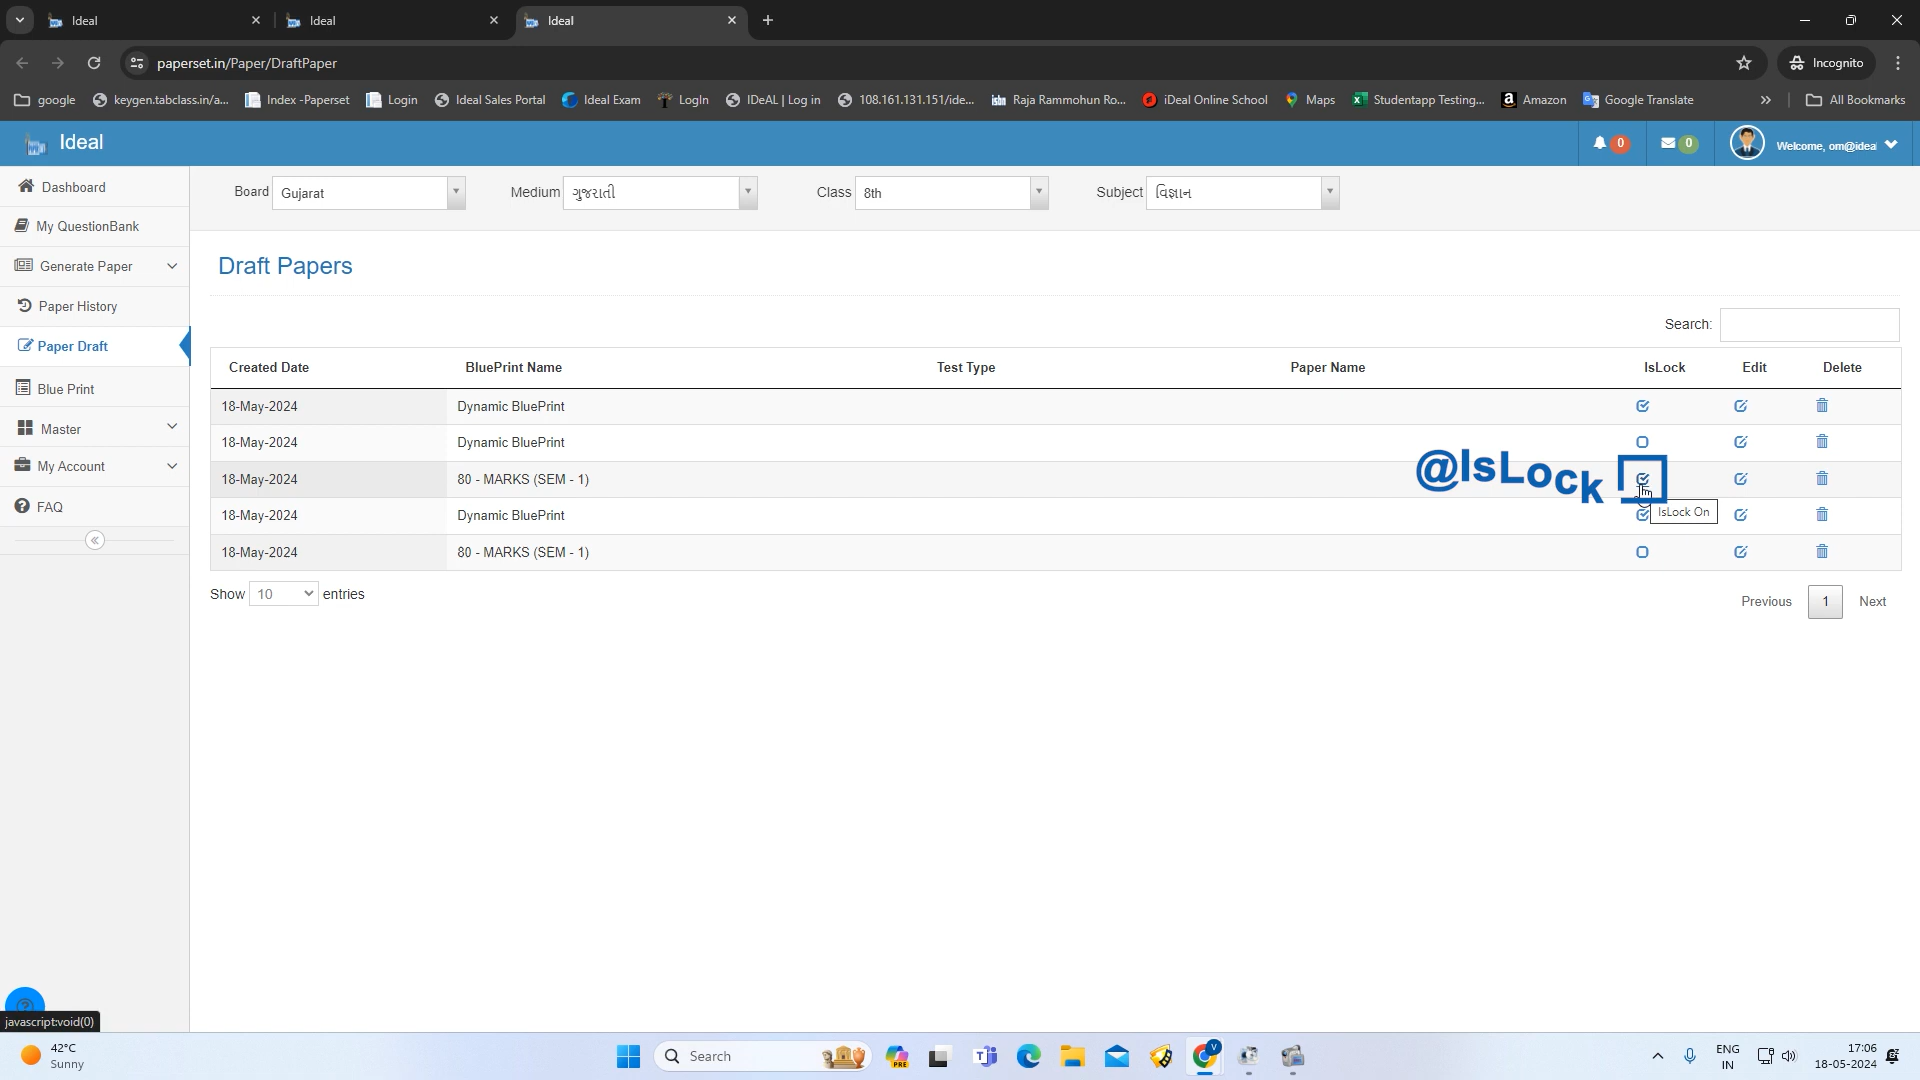 Ideal
Ideal
Ideal
paperset.in/Paper/DraftPaper
Incognito
google
keygen.tabclass.in/a...
Index -Paperset
Login
Ideal Sales Portal
Ideal Exam
LogIn
IDeAL | Log in
108.161.131.151/ide...
Raja Rammohun Ro...
iDeal Online School
Maps
Studentapp Testing...
Amazon
Google Translate
»
All Bookmarks
Ideal
0
0
Welcome, om@idea
Dashboard
My QuestionBank
Generate Paper
Paper History
Paper Draft
Blue Print
Master
My Account
FAQ
Board Gujarat
Medium ગુજરાતી
Class 8th
Subject વિજ્ઞાન
Draft Papers
Search:
Created Date BluePrint Name Test Type Paper Name IsLock Edit Delete
18-May-2024 Dynamic BluePrint
18-May-2024 Dynamic BluePrint
18-May-2024 80 - MARKS (SEM - 1)
@IsLock
IsLock On
18-May-2024 Dynamic BluePrint
18-May-2024 80 - MARKS (SEM - 1)
Show 10 entries
Previous 1 Next
javascript:void(0)
42°C
Sunny
Search
PRE
V
ENG
IN
17:06
18-05-2024